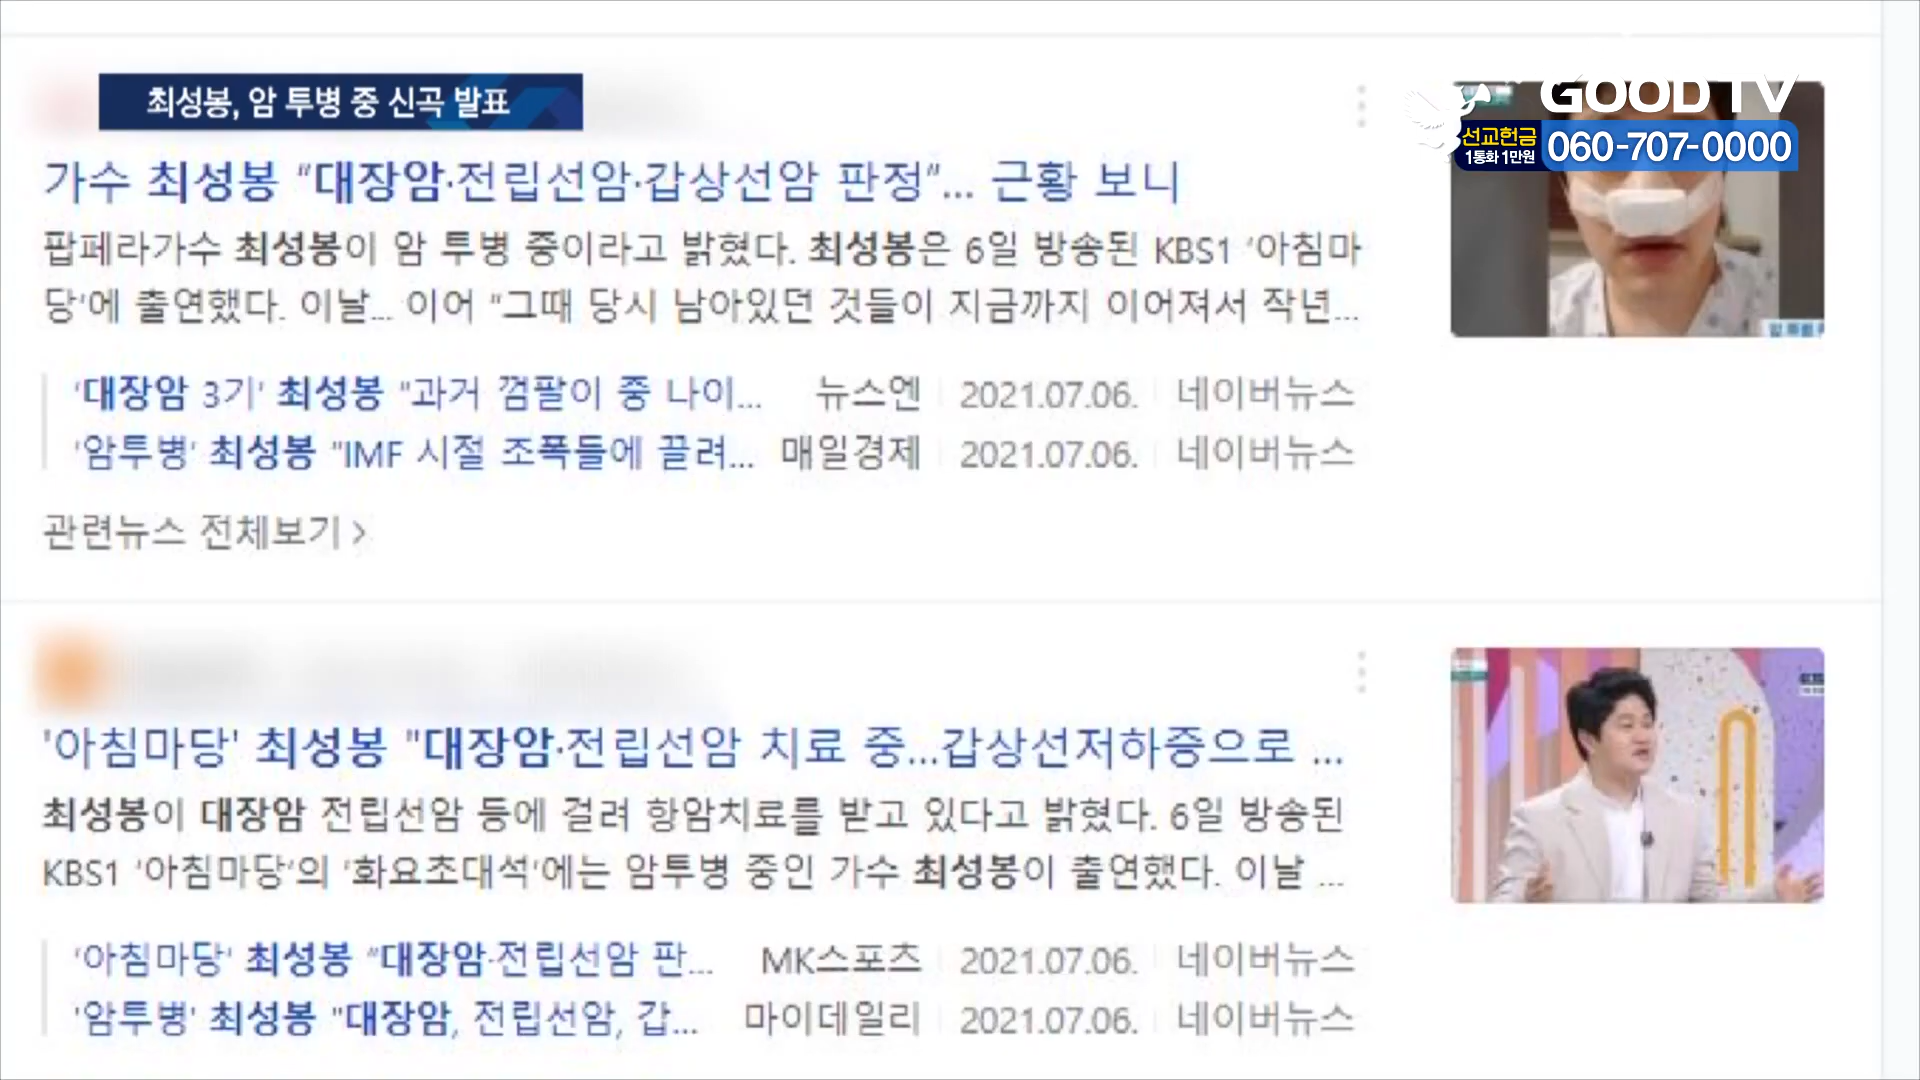 최성봉, 암 투병 중 신곡 발표
GOODTV
선교헌금
1통화 1만원
060-707-0000
가수 최성봉 "대장암·전립선암·갑상선암 판정"... 근황 보니
팝페라가수 최성봉이 암 투병 중이라고 밝혔다. 최성봉은 6일 방송된 KBS1 '아침마
당'에 출연했다. 이날... 이어 "그때 당시 남아있던 것들이 지금까지 이어져서 작년...
'대장암 3기' 최성봉 "과거 껌팔이 중 나이... 뉴스엔 2021.07.06. 네이버뉴스
'암투병' 최성봉 "IMF 시절 조폭들에 끌려... 매일경제 2021.07.06. 네이버뉴스
관련뉴스 전체보기 >
'아침마당' 최성봉 "대장암·전립선암 치료 중...갑상선저하증으로 ...
최성봉이 대장암 전립선암 등에 걸려 항암치료를 받고 있다고 밝혔다. 6일 방송된
KBS1 '아침마당'의 '화요초대석'에는 암투병 중인 가수 최성봉이 출연했다. 이날 ...
'아침마당' 최성봉 "대장암·전립선암 판... MK스포츠 2021.07.06. 네이버뉴스
'암투병' 최성봉 "대장암, 전립선암, 갑... 마이데일리 2021.07.06. 네이버뉴스